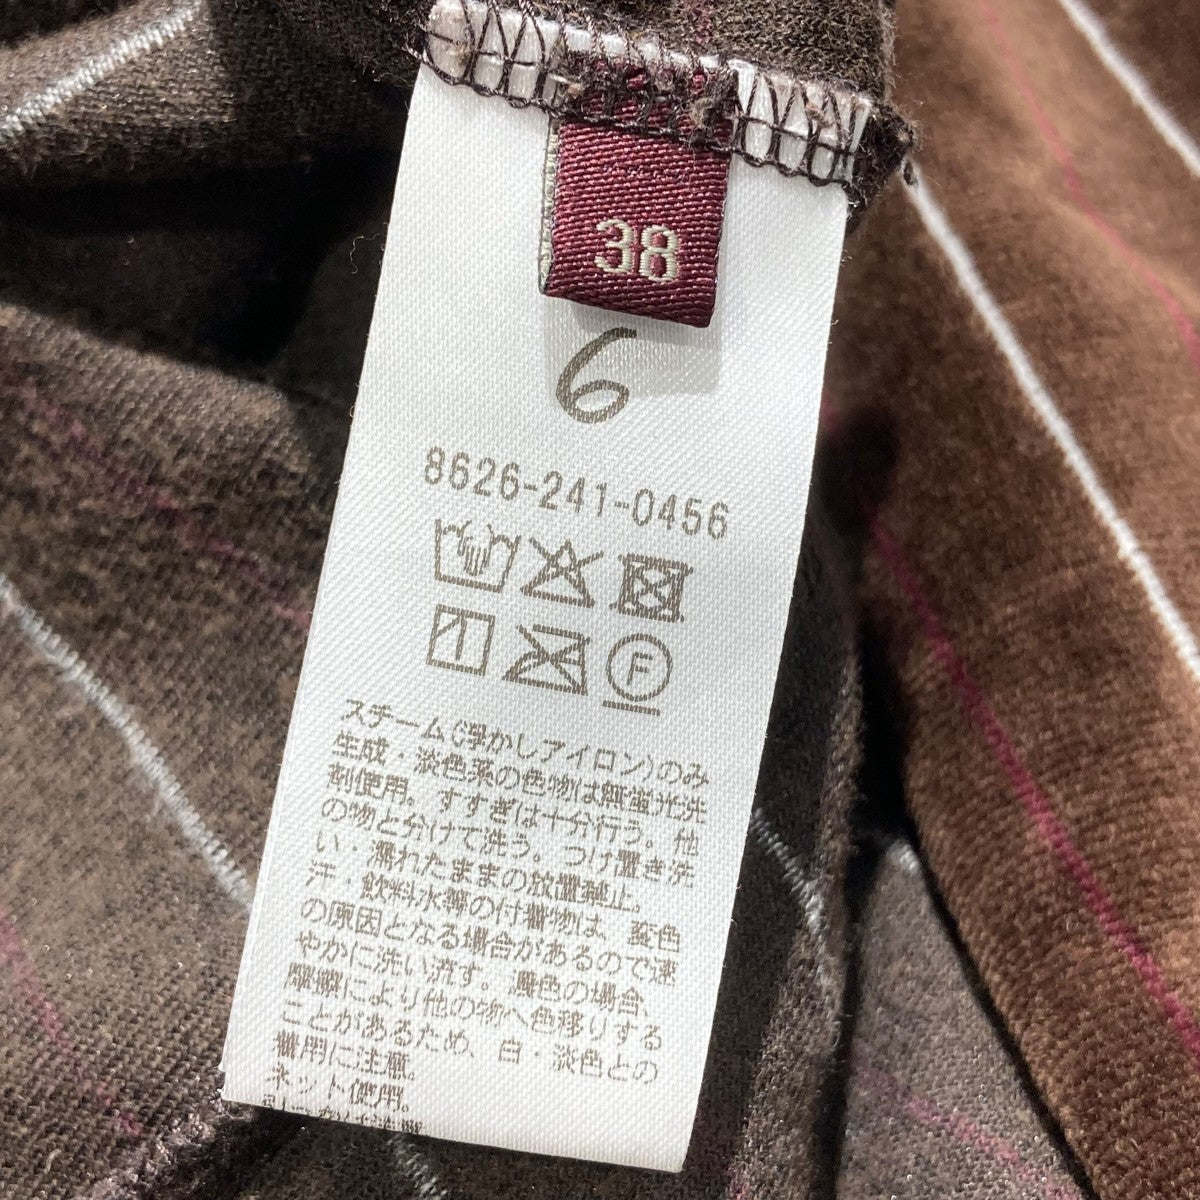 38
6
8626-241-0456
F
スチーム(浮かしアイロン)のみ
生成・淡色系の色物は無蛍光洗
剤使用。すすぎは十分行う。他
の物と分けて洗う。つけ置き洗
い・濡れたままの放置禁止。
汗・飲料水等の付着物は、変色
の原因となる場合があるので速
やかに洗い流す。濃色の場合、
摩擦により他の物へ色移りする
ことがあるため、白・淡色との
着用に注意。
ネット使用。